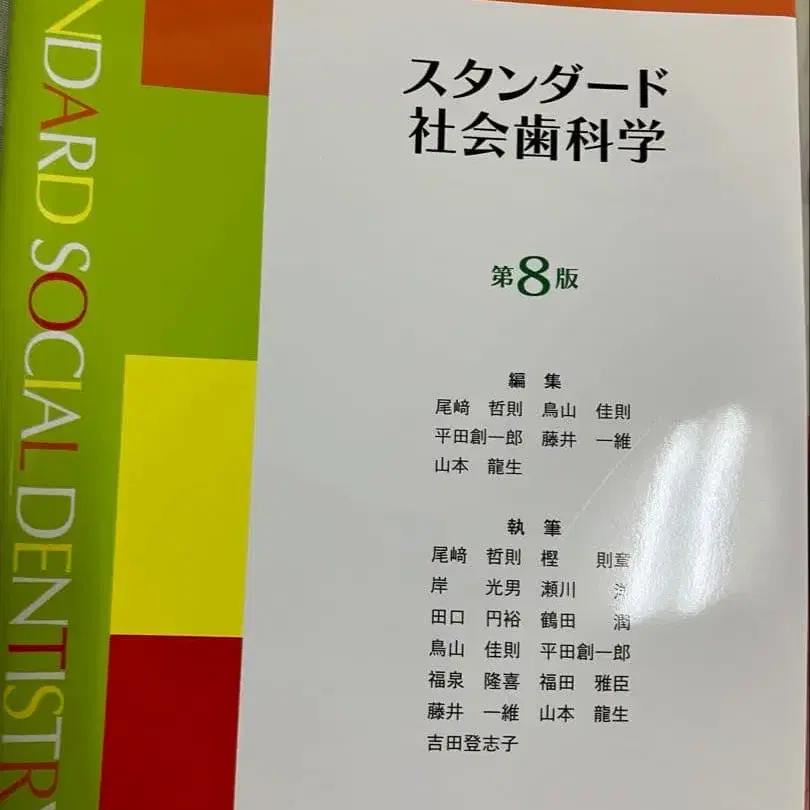 スタンダード
社会歯科学
第8版
編 集
尾﨑 哲則 鳥山 佳則
平田創一郎 藤井 一維
山本 龍生
執 筆
尾﨑 哲則 樫 則章
岸 光男 瀬川
田口 円裕 鶴田 潤
鳥山 佳則 平田創一郎
福泉 隆喜 福田 雅臣
藤井 一維 山本 龍生
吉田登志子
NDARD SOCIAL DENTISTRY